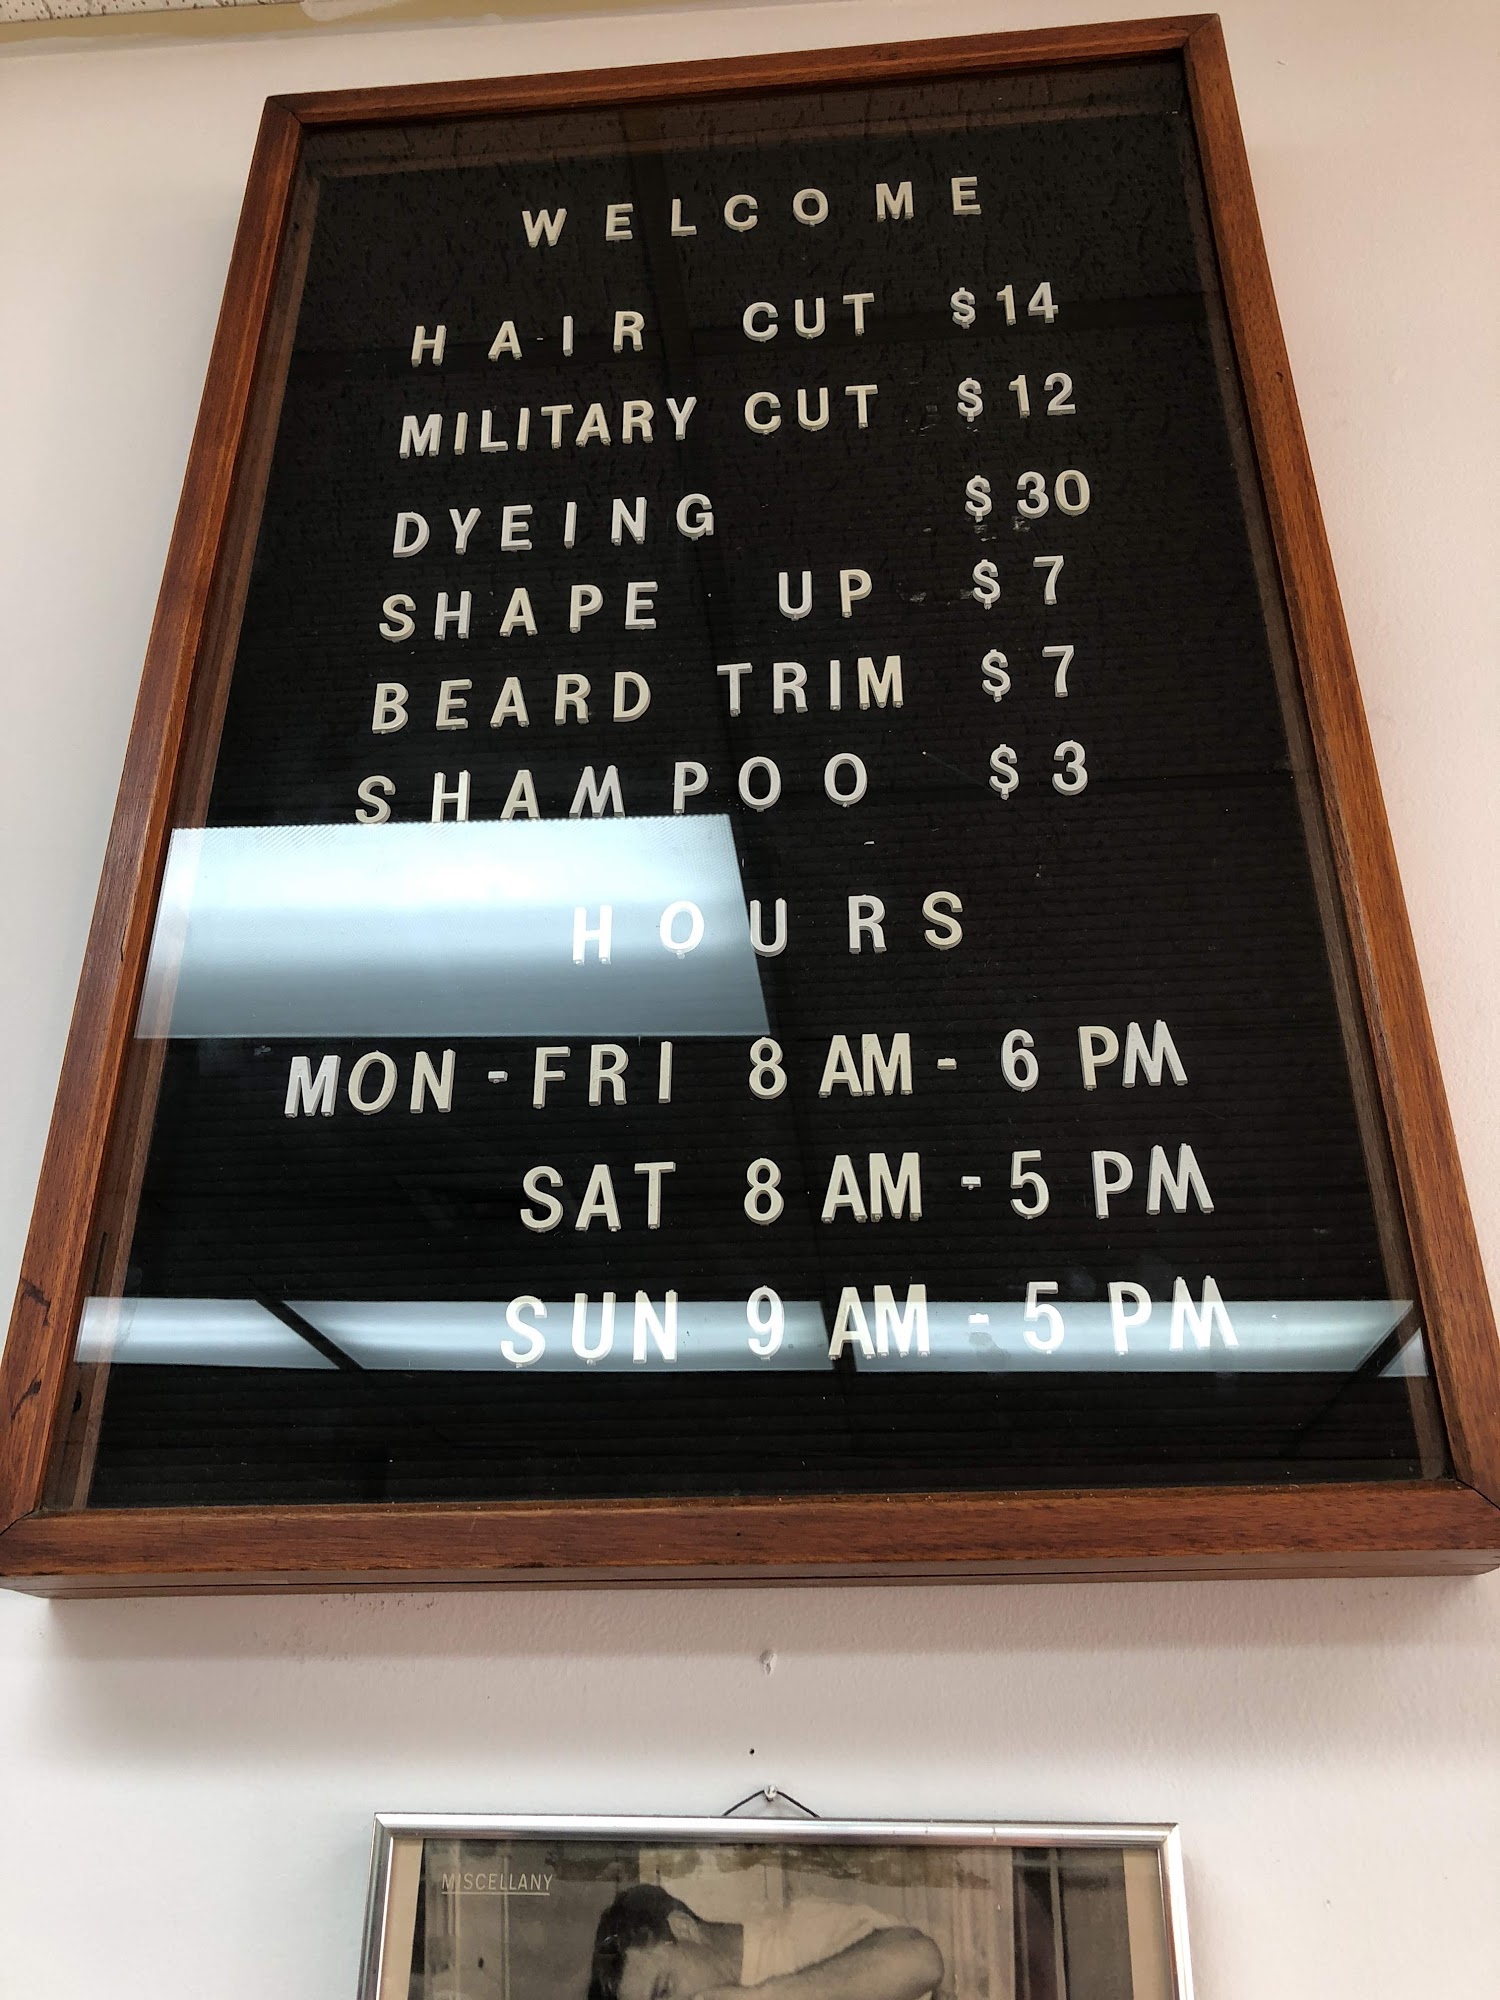 WELCOME
HAIR CUT $14
MILITARY CUT $12
DYEING $30
SHAPE UP $7
BEARD TRIM $7
SHAMPOO $3
HOURS
MON-FRI 8 AM - 6 PM
SAT 8 AM - 5 PM
SUN 9 AM - 5 PM
MISCELLANY